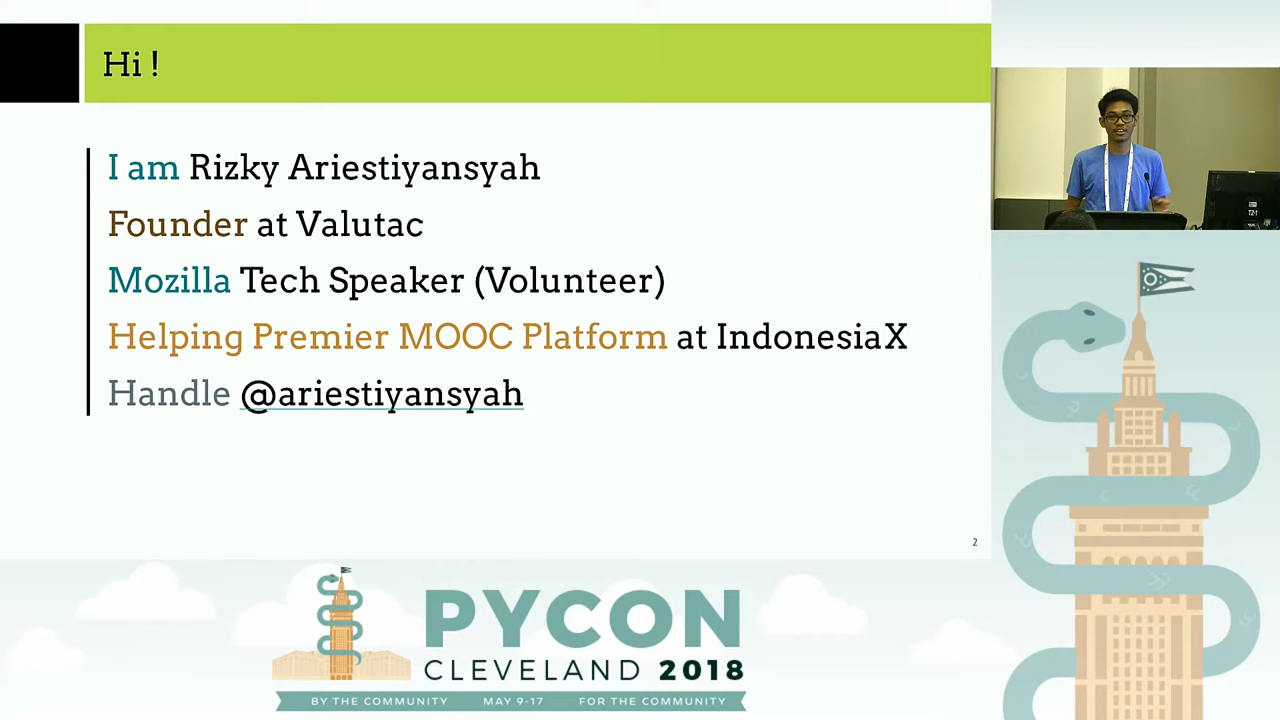 Hi !
I am Rizky Ariestiyansyah
Founder at Valutac
Mozilla Tech Speaker (Volunteer)
Helping Premier MOOC Platform at IndonesiaX
Handle @ariestiyansyah
2
PYCON
CLEVELAND 2018
BY THE COMMUNITY MAY 9-17 FOR THE COMMUNITY